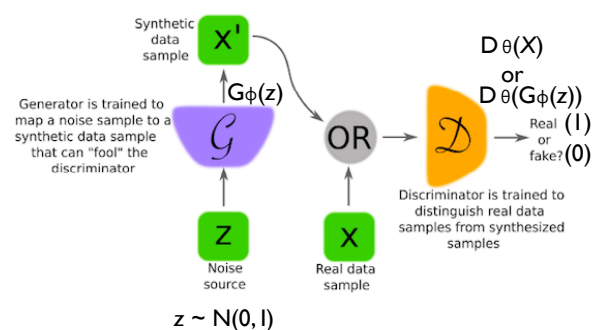 Synthetic
data
sample
x'
Gϕ(z)
Generator is trained to
map a noise sample to a
synthetic data sample
that can "fool" the
discriminator
G
z
Noise
source
z ~ N(0,1)
OR
x
Real data
sample
D
D θ(X)
or
D θ(Gϕ(z))
Real (1)
or
fake? (0)
Discriminator is trained to
distinguish real data
samples from synthesized
samples